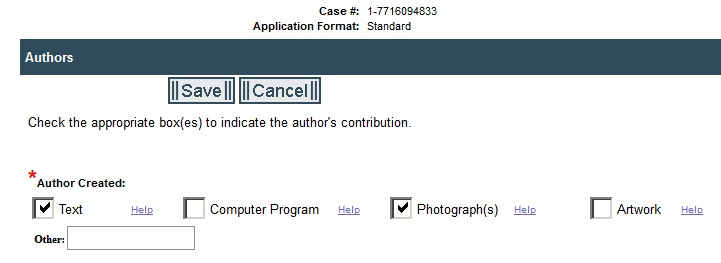 Case #: 1-7716094833
Application Format: Standard
Authors
Save Cancel
Check the appropriate box(es) to indicate the author's contribution.
*Author Created:
Text Help Computer Program Help Photograph(s) Help Artwork Help
Other: